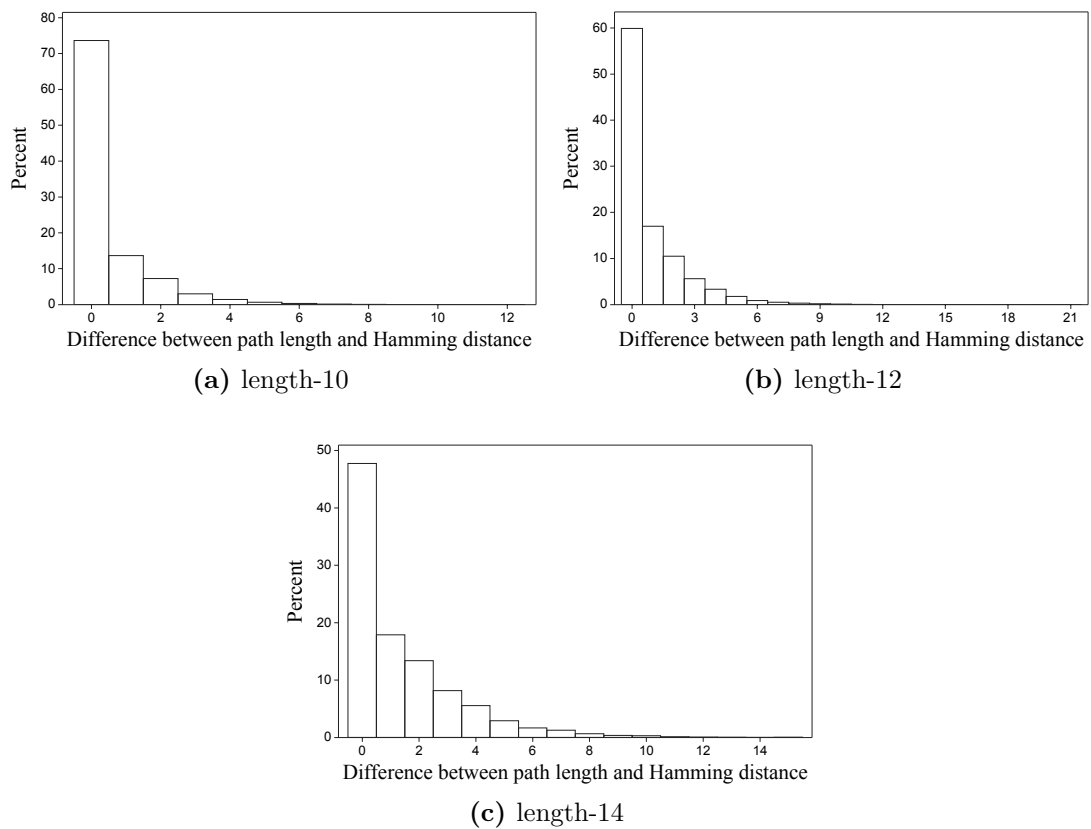 80
70
60
50
40
30
20
10
0
Percent
0 2 4 6 8 10 12
Difference between path length and Hamming distance
(a) length-10
60
50
40
30
20
10
0
Percent
0 3 6 9 12 15 18 21
Difference between path length and Hamming distance
(b) length-12
50
40
30
20
10
0
Percent
0 2 4 6 8 10 12 14
Difference between path length and Hamming distance
(c) length-14